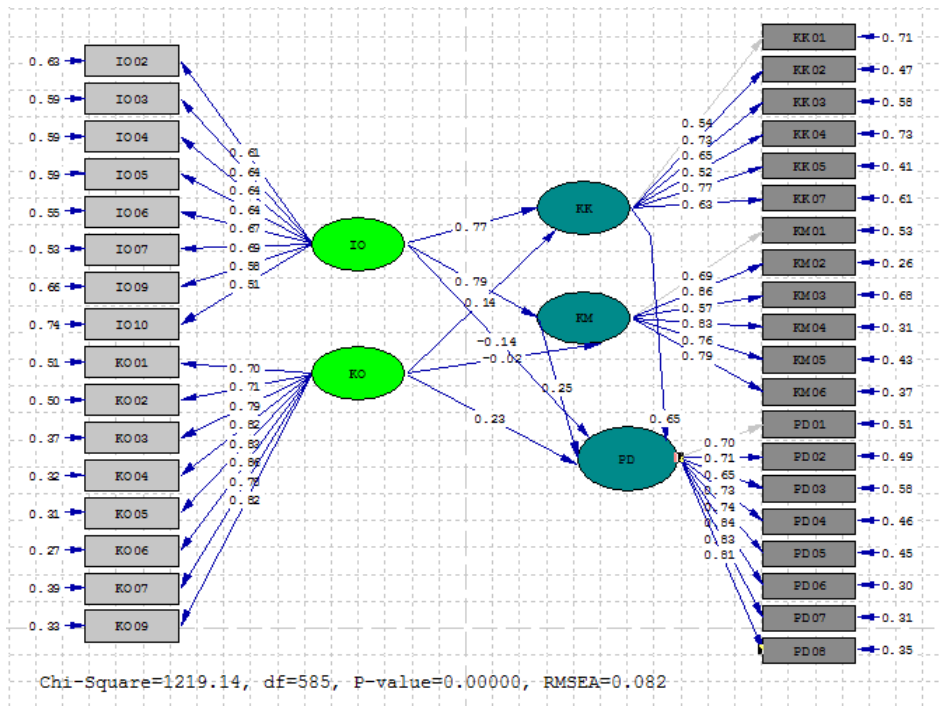 0.63 IO02
0.59 IO03
0.59 IO04
0.59 IO05
0.55 IO06
0.53 IO07
0.66 IO09
0.74 IO10
0.51 KO01
0.50 KO02
0.37 KO03
0.32 KO04
0.31 KO05
0.27 KO06
0.39 KO07
0.33 KO09
0.61
0.64
0.64
0.64
0.67
0.69
0.58
0.51
0.70
0.71
0.79
0.82
0.83
0.86
0.82
IO
KO
0.77
0.79
0.14
-0.14
-0.02
0.25
0.23
0.65
KK
KM
PD
0.54
0.73
0.65
0.52
0.77
0.63
0.69
0.86
0.57
0.83
0.76
0.79
0.70
0.71
0.65
0.73
0.74
0.84
0.83
0.81
KK01 0.71
KK02 0.47
KK03 0.58
KK04 0.73
KK05 0.41
KK07 0.61
KM01 0.53
KM02 0.26
KM03 0.68
KM04 0.31
KM05 0.43
KM06 0.37
PD01 0.51
PD02 0.49
PD03 0.58
PD04 0.46
PD05 0.45
PD06 0.30
PD07 0.31
PD08 0.35
Chi-Square=1219.14, df=585, P-value=0.00000, RMSEA=0.082